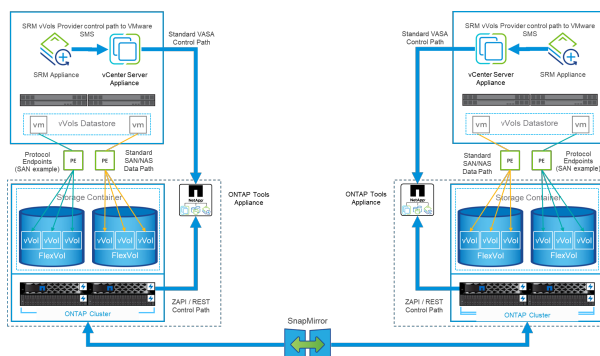 SRM vVols Provider control path to VMware
SMS
SRM Appliance
vCenter Server
Appliance
Standard VASA
Control Path
vm
vVols Datastore
vm
Protocol
Endpoints
(SAN example)
PE
PE
Standard
SAN/NAS
Data Path
Storage Container
vVol
vVol
vVol
FlexVol
vVol
vVol
vVol
FlexVol
NetApp
ONTAP Tools
Appliance
ONTAP Cluster
ZAPI / REST
Control Path
SnapMirror
SRM vVols Provider control path to VMware
SMS
Standard VASA
Control Path
vCenter Server
Appliance
SRM Appliance
vm
vVols Datastore
vm
Standard
SAN/NAS
Data Path
PE
PE
Protocol
Endpoints
(SAN example)
ONTAP Tools
Appliance
NetApp
Storage Container
vVol
vVol
vVol
FlexVol
vVol
vVol
vVol
FlexVol
ZAPI / REST
Control Path
ONTAP Cluster